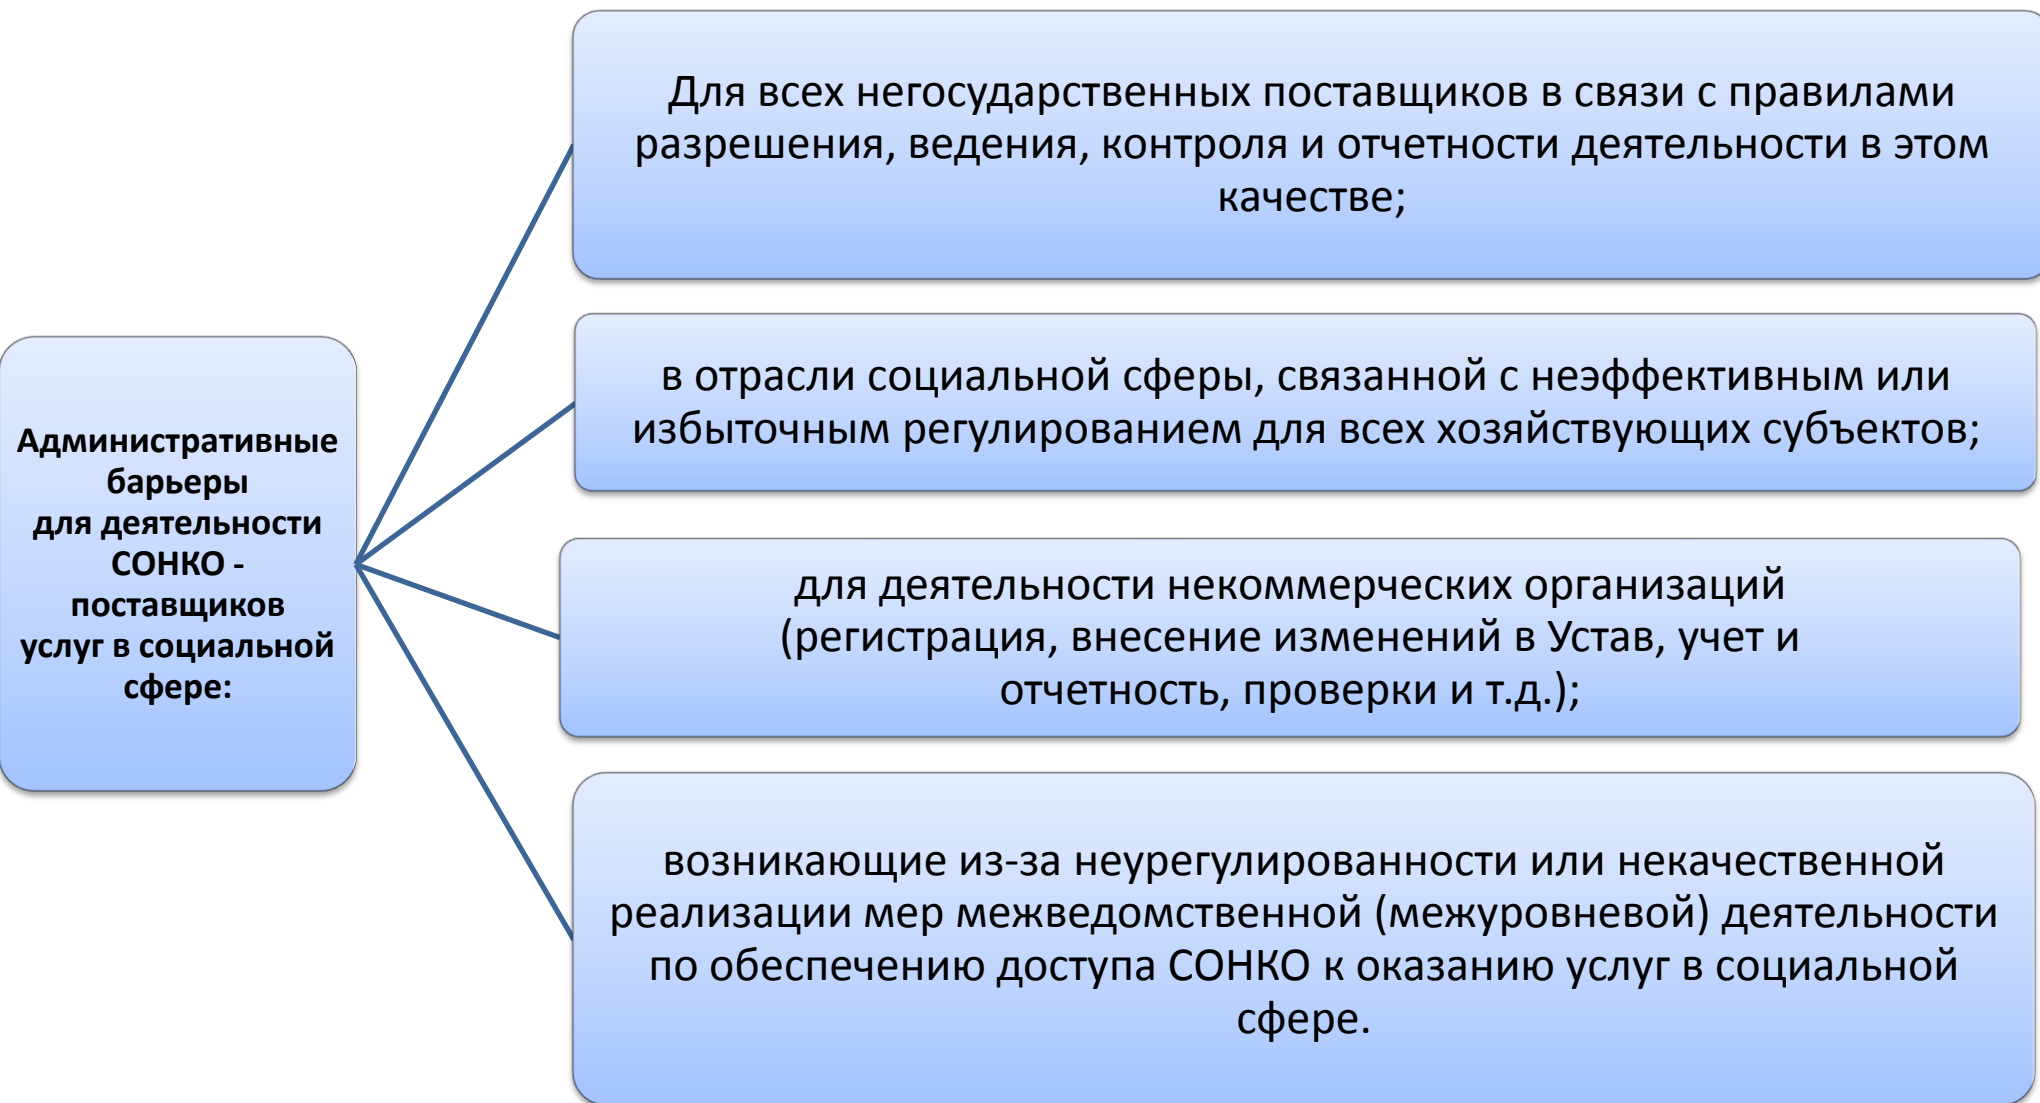 Административные
барьеры
для деятельности
СОНКО -
поставщиков
услуг в социальной
сфере:
Для всех негосударственных поставщиков в связи с правилами
разрешения, ведения, контроля и отчетности деятельности в этом
качестве;
в отрасли социальной сферы, связанной с неэффективным или
избыточным регулированием для всех хозяйствующих субъектов;
для деятельности некоммерческих организаций
(регистрация, внесение изменений в Устав, учет и
отчетность, проверки и т.д.);
возникающие из-за неурегулированности или некачественной
реализации мер межведомственной (межуровневой) деятельности
по обеспечению доступа СОНКО к оказанию услуг в социальной
сфере.